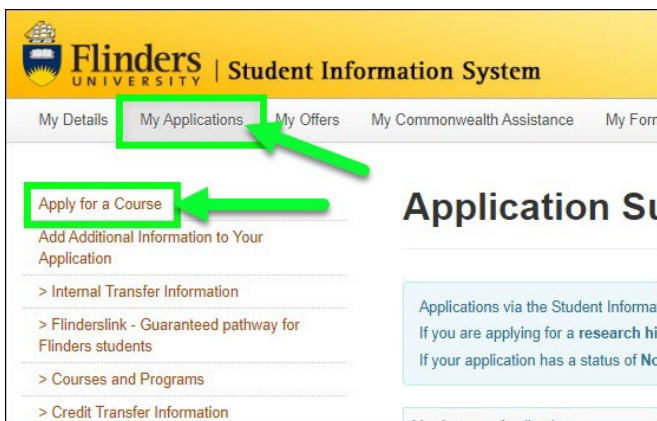 Flinders
UNIVERSITY | Student Information System
My Details My Applications My Offers My Commonwealth Assistance My For
Apply for a Course
Add Additional Information to Your
Application
> Internal Transfer Information
> Flinderslink - Guaranteed pathway for
Flinders students
> Courses and Programs
> Credit Transfer Information
Application Su
Applications via the Student Informa
If you are applying for a research hi
If your application has a status of No